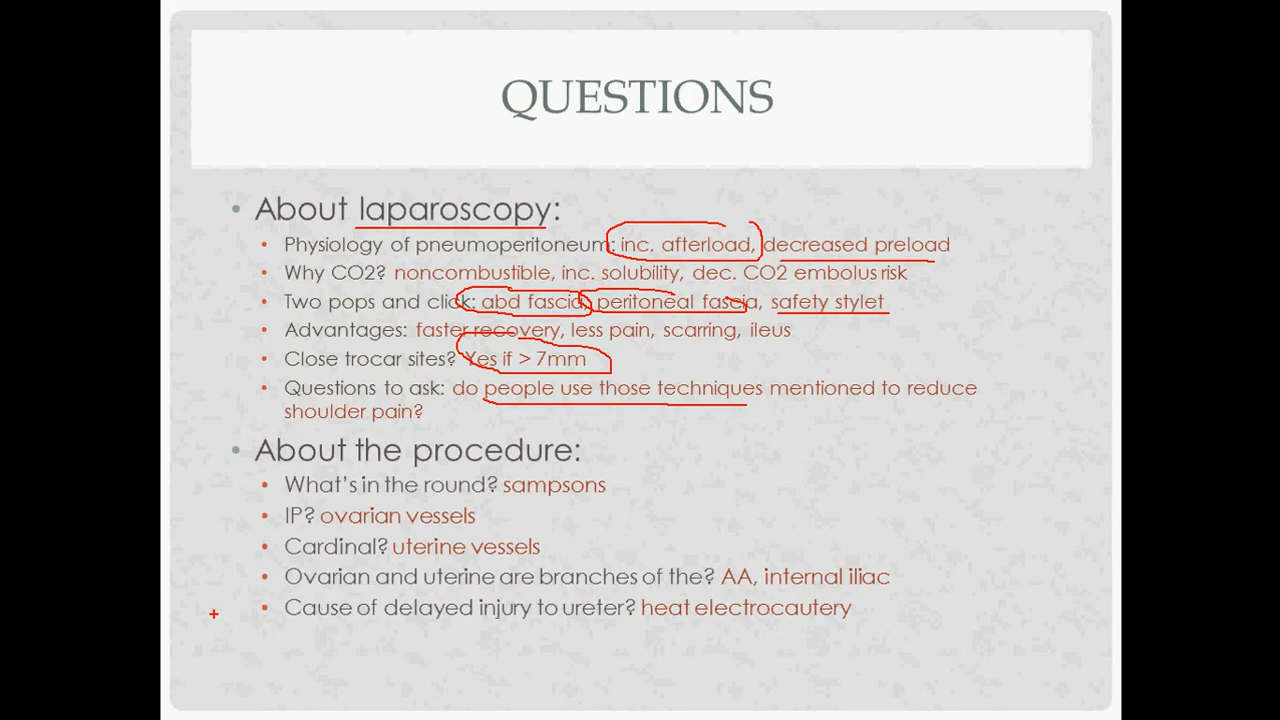 QUESTIONS
• About laparoscopy:
• Physiology of pneumoperitoneum: inc. afterload, decreased preload
• Why CO2? noncombustible, inc. solubility, dec. CO2 embolus risk
• Two pops and click: abd fascia, peritoneal fascia, safety stylet
• Advantages: faster recovery, less pain, scarring, ileus
• Close trocar sites? Yes if > 7mm
• Questions to ask: do people use those techniques mentioned to reduce
shoulder pain?
• About the procedure:
• What's in the round? sampsons
• IP? ovarian vessels
• Cardinal? uterine vessels
• Ovarian and uterine are branches of the? AA, internal iliac
• Cause of delayed injury to ureter? heat electrocautery